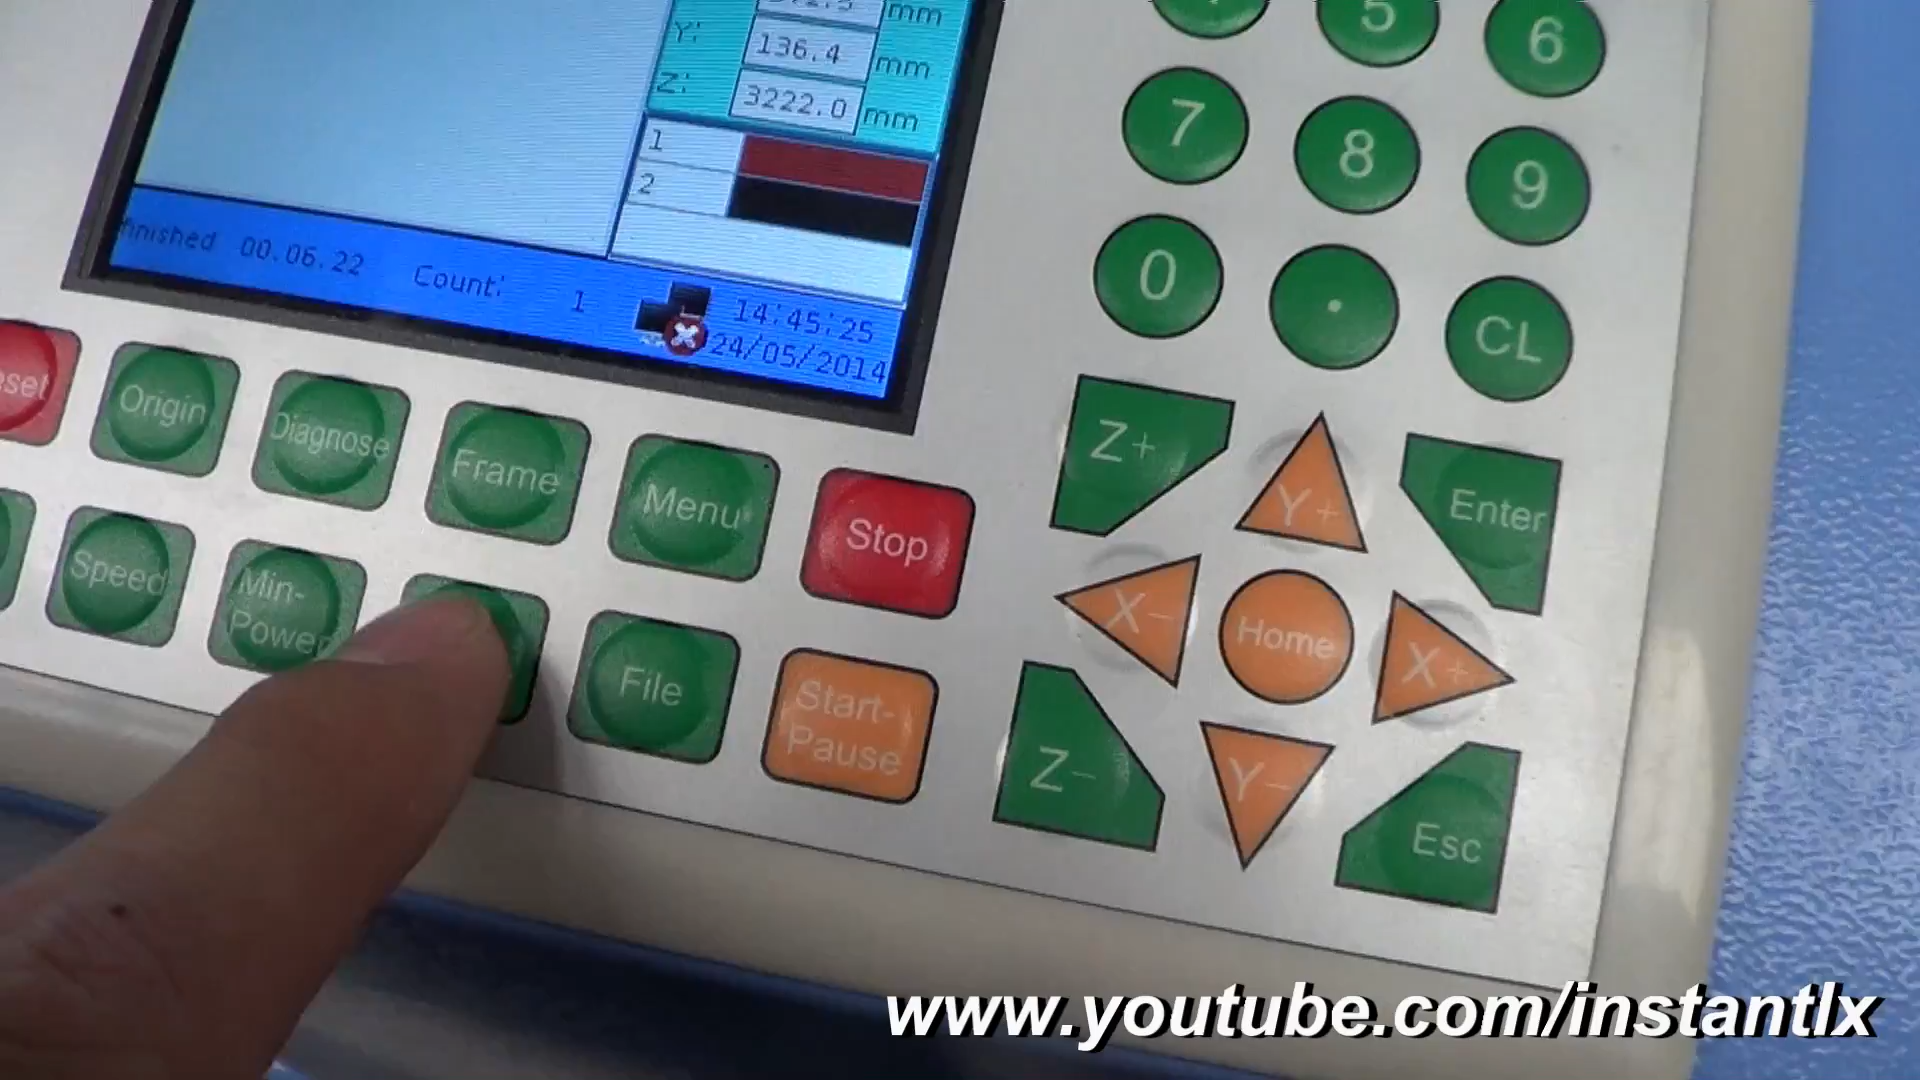 mm
Y: 136.4 mm
Z: 3222.0 mm
1
2
00.06.22 Count: 1
14:45:25
24/05/2014
5 6
7 8 9
0 . CL
Origin Diagnose Frame Menu Stop
Speed Min-
Power File Start-
Pause
Z+ Y+ Enter
X- Home X+
Z- Y- Esc
www.youtube.com/instantlx